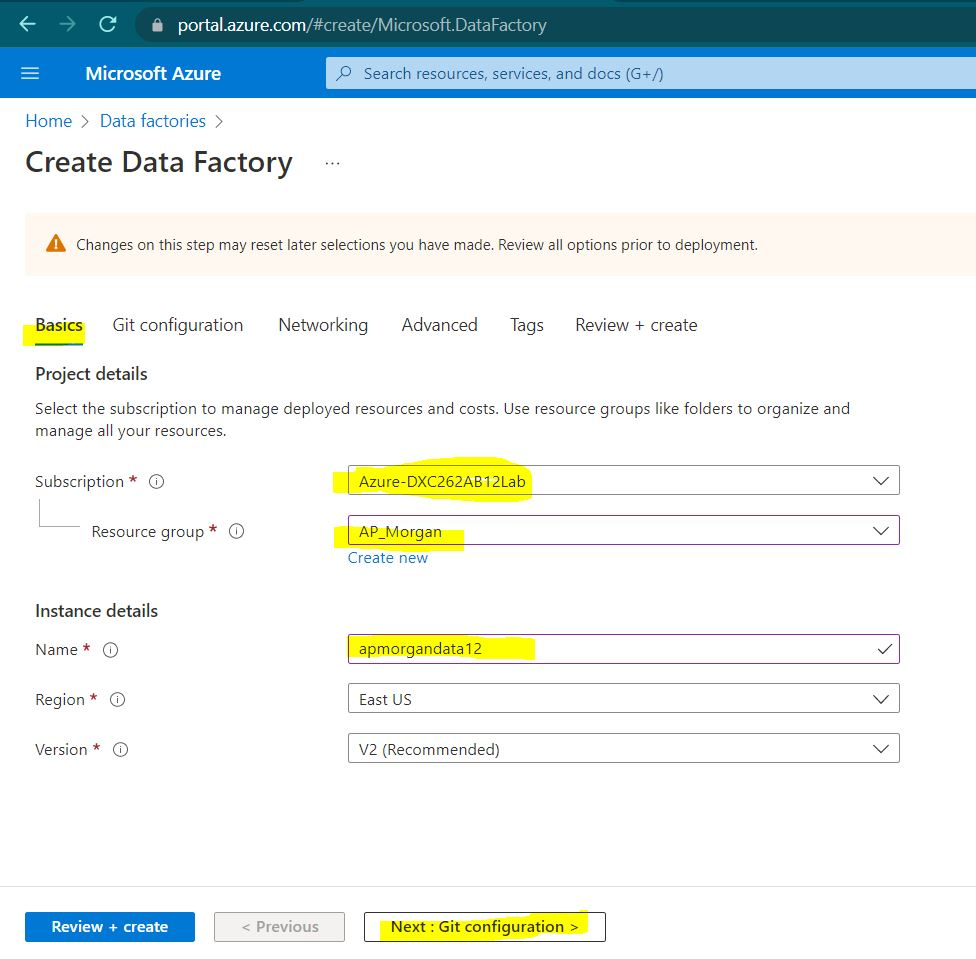 portal.azure.com/#create/Microsoft.DataFactory
Microsoft Azure
Search resources, services, and docs (G+/)
Home > Data factories >
Create Data Factory ...
Changes on this step may reset later selections you have made. Review all options prior to deployment.
Basics Git configuration Networking Advanced Tags Review + create
Project details
Select the subscription to manage deployed resources and costs. Use resource groups like folders to organize and
manage all your resources.
Subscription * Azure-DXC262AB12Lab
Resource group * AP_Morgan
Create new
Instance details
Name * apmorgandata12
Region * East US
Version * V2 (Recommended)
Review + create < Previous Next : Git configuration >